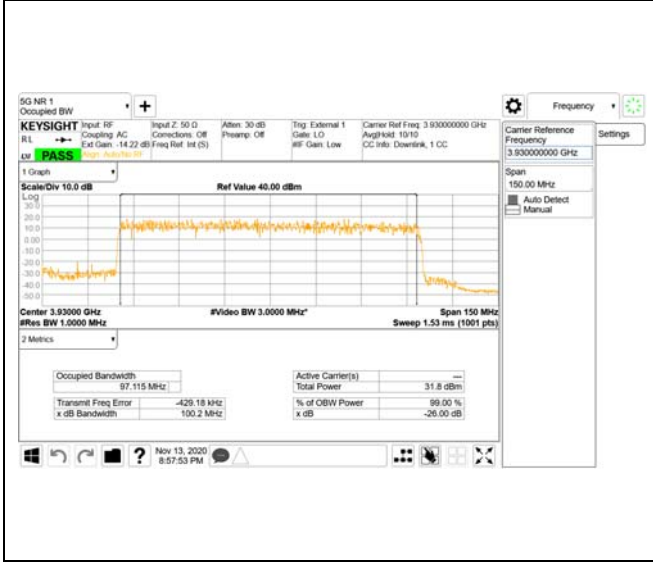 5G NR 1
Occupied BW
Frequency
KEYSIGHT Input: RF Input Z: 50 Ω Atten: 30 dB Trig: External 1 Carrier Ref Freq: 3.930000000 GHz
RL Coupling: AC Corrections: Off Preamp: Off Gate: LO Avg|Hold: 10/10
Ext Gain: -14.22 dB Freq Ref: Int (S) #IF Gain: Low CC Info: Downlink, 1 CC
PASS Align: Auto/No RF
Carrier Reference
Frequency
3.930000000 GHz
Settings
Span
150.00 MHz
Auto Detect
Manual
1 Graph
Scale/Div 10.0 dB Ref Value 40.00 dBm
Log
30.0
20.0
10.0
0.00
-10.0
-20.0
-30.0
-40.0
-50.0
Center 3.93000 GHz #Video BW 3.0000 MHz* Span 150 MHz
#Res BW 1.0000 MHz Sweep 1.53 ms (1001 pts)
2 Metrics
Occupied Bandwidth
97.115 MHz
Active Carrier(s) ---
Total Power 31.8 dBm
Transmit Freq Error -429.18 kHz
x dB Bandwidth 100.2 MHz
% of OBW Power 99.00 %
x dB -26.00 dB
? Nov 13, 2020
8:57:53 PM